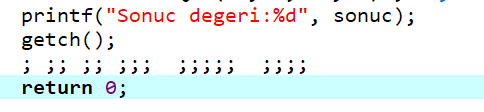 printf("Sonuc degeri:%d", sonuc);
getch();
; ;; ;; ;;; ;;;;; ;;;;
return 0;